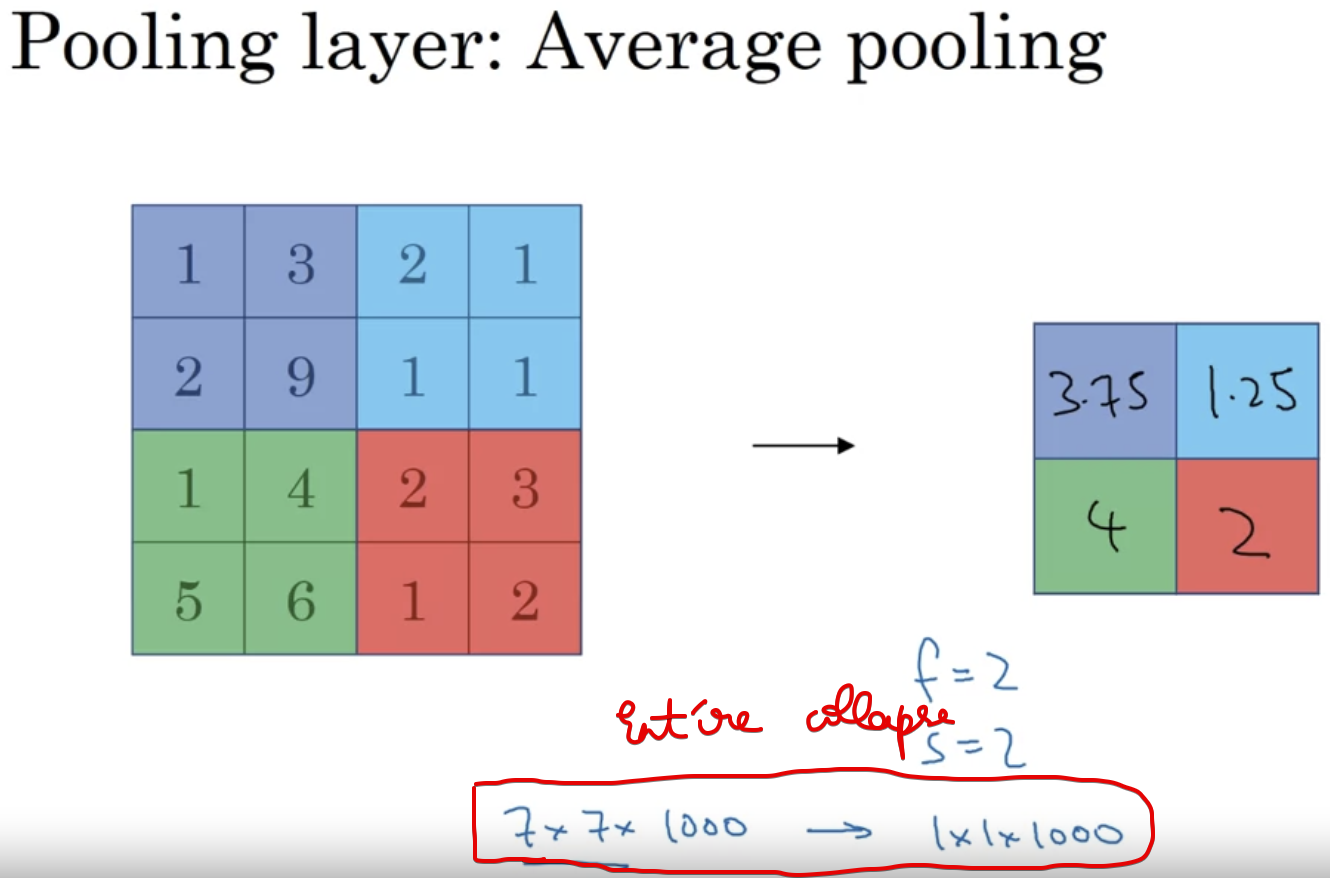 Pooling layer: Average pooling
1 3 2 1
2 9 1 1
1 4 2 3
5 6 1 2
3.75 1.25
4 2
f = 2
Entire collapse
s = 2
7 x 7 x 1000 → 1 x 1 x 1000